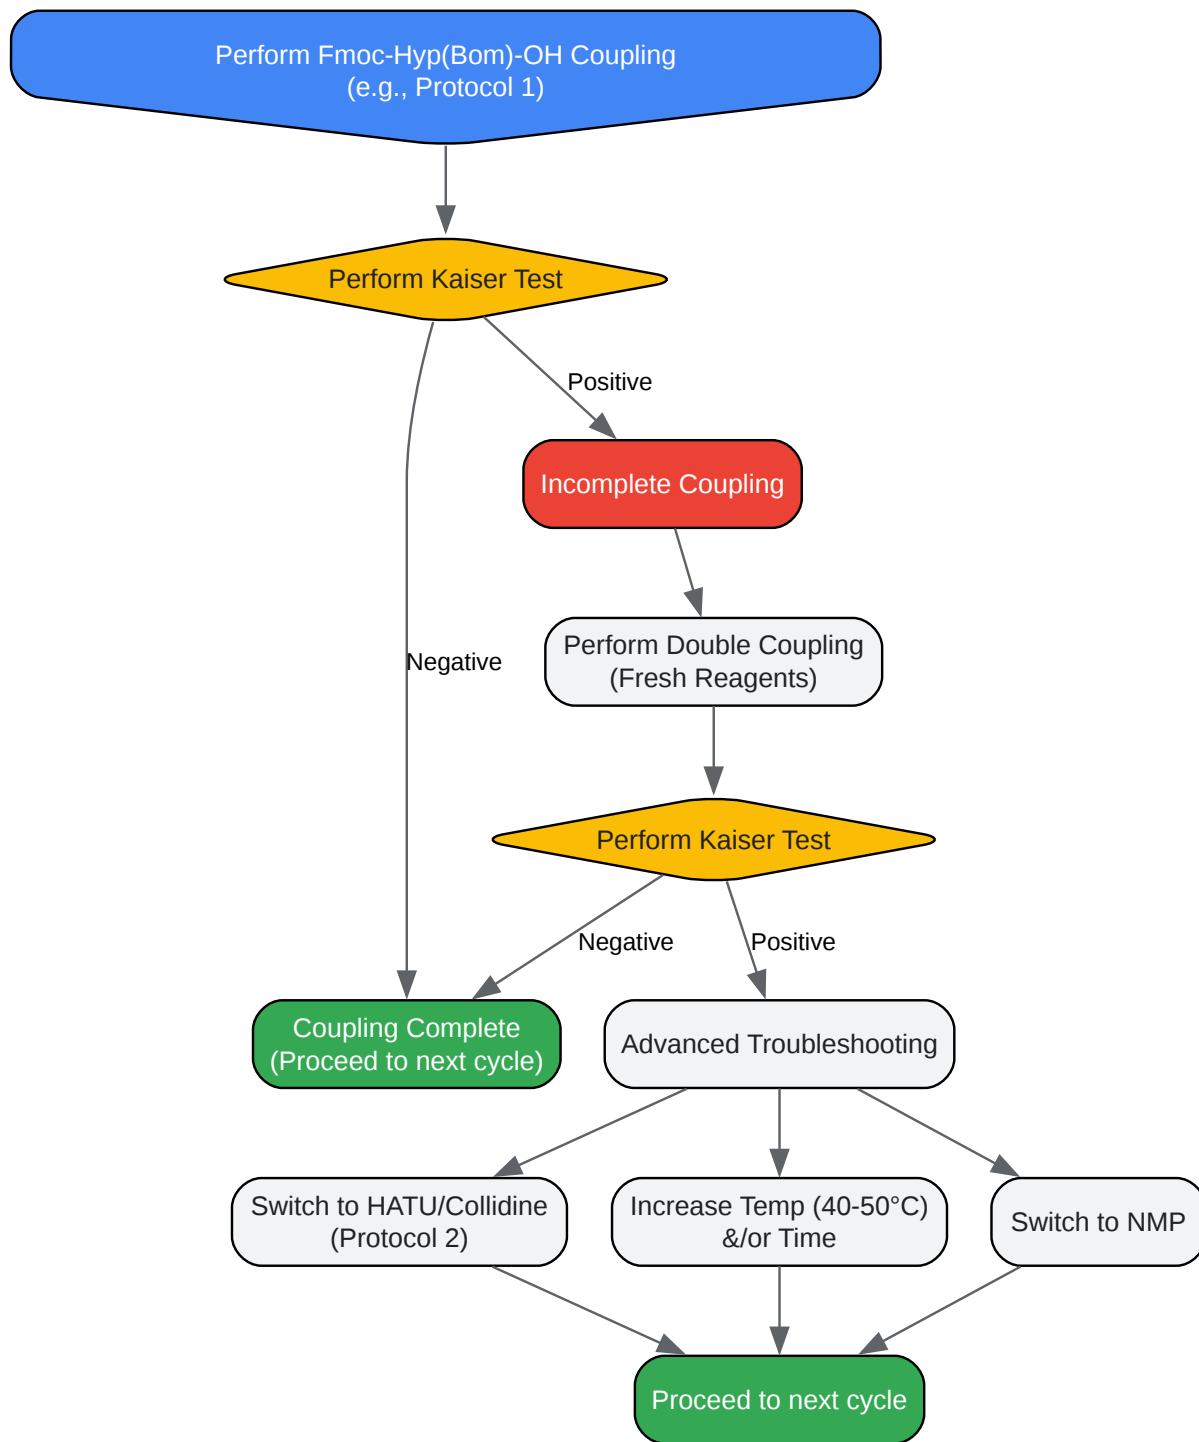 Perform Fmoc-Hyp(Bom)-OH Coupling
(e.g., Protocol 1)
Perform Kaiser Test
Positive
Incomplete Coupling
Perform Double Coupling
(Fresh Reagents)
Negative
Perform Kaiser Test
Negative
Positive
Coupling Complete
(Proceed to next cycle)
Advanced Troubleshooting
Switch to HATU/Collidine
(Protocol 2)
Increase Temp (40-50°C)
&/or Time
Switch to NMP
Proceed to next cycle